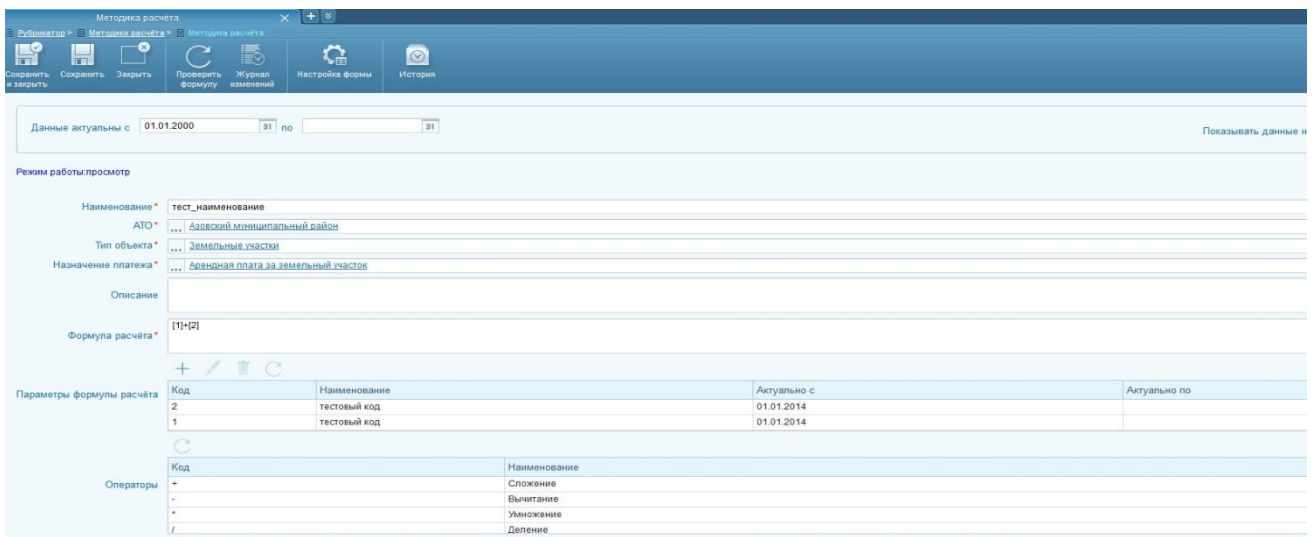 Методика расчёта
Рубрикатор > Методики расчёта > Методика расчёта
Сохранить и закрыть
Сохранить
Закрыть
Проверить формулу
Журнал изменений
Настройка формы
История
Данные актуальны с 01.01.2000 31 по 31
Показывать данные н
Режим работы:просмотр
Наименование* тест_наименование
АТО* ... Азовский муниципальный район
Тип объекта* ... Земельные участки
Назначение платежа* ... Арендная плата за земельный участок
Описание
Формула расчёта* [1]+[2]
Параметры формулы расчёта
Код Наименование Актуально с Актуально по
2 тестовый код 01.01.2014
1 тестовый код 01.01.2014
Операторы
Код Наименование
+ Сложение
- Вычитание
* Умножение
/ Деление